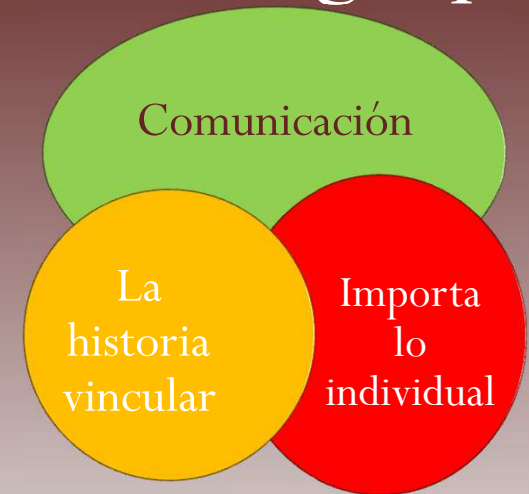 Comunicación
La
historia
vincular
Importa
lo
individual